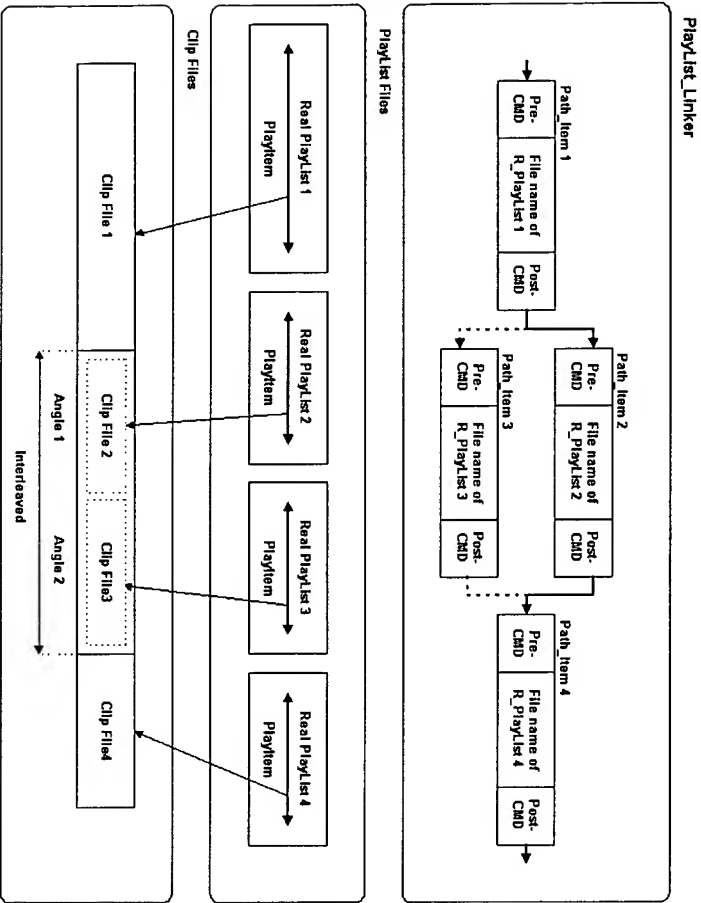 PlayList_Linker
Path_Item 1
Pre-
CMD
File name of
R_PlayList 1
Post-
CMD
Path_Item 2
Pre-
CMD
File name of
R_PlayList 2
Post-
CMD
Path_Item 3
Pre-
CMD
File name of
R_PlayList 3
Post-
CMD
Path_Item 4
Pre-
CMD
File name of
R_PlayList 4
Post-
CMD
PlayList Files
Real PlayList 1
PlayItem
Real PlayList 2
PlayItem
Real PlayList 3
PlayItem
Real PlayList 4
PlayItem
Clip Files
Clip File 1
Clip File 2
Clip File3
Clip File4
Angle 1
Angle 2
Interleaved